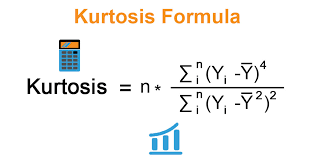 Kurtosis Formula
Kurtosis = n * ∑ᵢⁿ(Yᵢ -Ȳ)⁴
∑ᵢⁿ(Yᵢ -Ȳ²)²